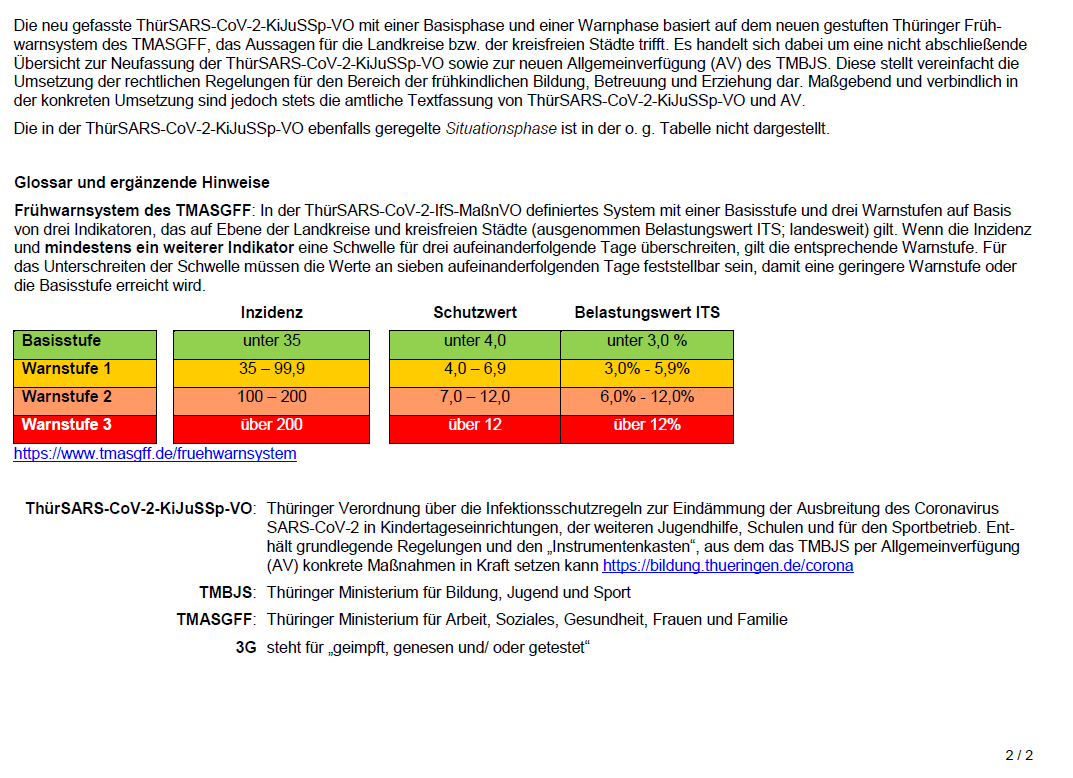 Die neu gefasste ThürSARS-CoV-2-KiJuSSp-VO mit einer Basisphase und einer Warnphase basiert auf dem neuen gestuften Thüringer Früh-
warnsystem des TMASGFF, das Aussagen für die Landkreise bzw. der kreisfreien Städte trifft. Es handelt sich dabei um eine nicht abschließende
Übersicht zur Neufassung der ThürSARS-CoV-2-KiJuSSp-VO sowie zur neuen Allgemeinverfügung (AV) des TMBJS. Diese stellt vereinfacht die
Umsetzung der rechtlichen Regelungen für den Bereich der frühkindlichen Bildung, Betreuung und Erziehung dar. Maßgebend und verbindlich in
der konkreten Umsetzung sind jedoch stets die amtliche Textfassung von ThürSARS-CoV-2-KiJuSSp-VO und AV.
Die in der ThürSARS-CoV-2-KiJuSSp-VO ebenfalls geregelte Situationsphase ist in der o. g. Tabelle nicht dargestellt.
Glossar und ergänzende Hinweise
Frühwarnsystem des TMASGFF: In der ThürSARS-CoV-2-IfS-MaßnVO definiertes System mit einer Basisstufe und drei Warnstufen auf Basis
von drei Indikatoren, das auf Ebene der Landkreise und kreisfreien Städte (ausgenommen Belastungswert ITS; landesweit) gilt. Wenn die Inzidenz
und mindestens ein weiterer Indikator eine Schwelle für drei aufeinanderfolgende Tage überschreiten, gilt die entsprechende Warnstufe. Für
das Unterschreiten der Schwelle müssen die Werte an sieben aufeinanderfolgenden Tage feststellbar sein, damit eine geringere Warnstufe oder
die Basisstufe erreicht wird.
Inzidenz Schutzwert Belastungswert ITS
Basisstufe unter 35 unter 4,0 unter 3,0 %
Warnstufe 1 35 – 99,9 4,0 – 6,9 3,0% - 5,9%
Warnstufe 2 100 – 200 7,0 – 12,0 6,0% - 12,0%
Warnstufe 3 über 200 über 12 über 12%
https://www.tmasgff.de/fruehwarnsystem
ThürSARS-CoV-2-KiJuSSp-VO: Thüringer Verordnung über die Infektionsschutzregeln zur Eindämmung der Ausbreitung des Coronavirus
SARS-CoV-2 in Kindertageseinrichtungen, der weiteren Jugendhilfe, Schulen und für den Sportbetrieb. Ent-
hält grundlegende Regelungen und den „Instrumentenkasten“, aus dem das TMBJS per Allgemeinverfügung
(AV) konkrete Maßnahmen in Kraft setzen kann https://bildung.thueringen.de/corona
TMBJS: Thüringer Ministerium für Bildung, Jugend und Sport
TMASGFF: Thüringer Ministerium für Arbeit, Soziales, Gesundheit, Frauen und Familie
3G steht für „geimpft, genesen und/ oder getestet“
2 / 2